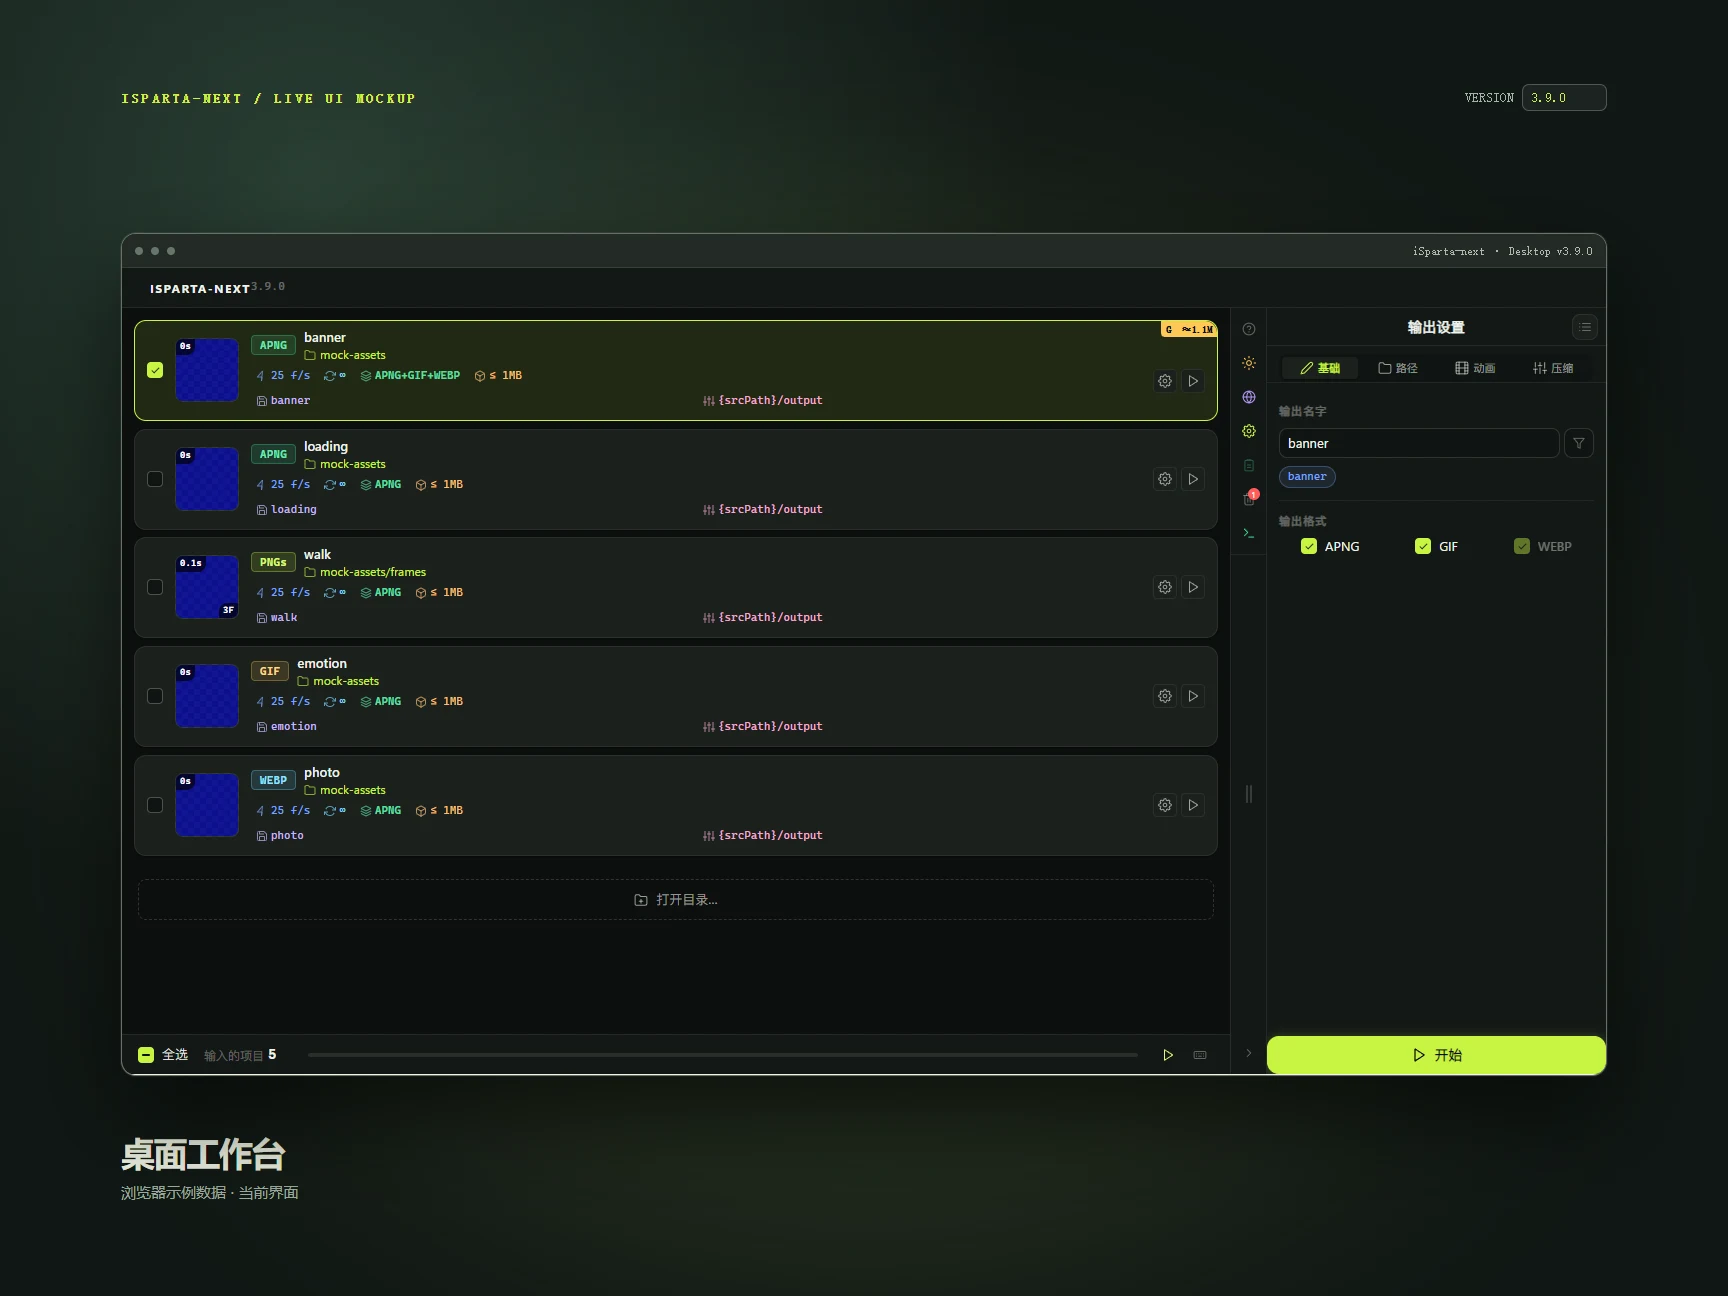 ISPARTA-NEXT / LIVE UI MOCKUP
VERSION 3.9.0
iSparta-next · Desktop v3.9.0
ISPARTA-NEXT 3.9.0
G ≈1.1M
0s
APNG banner
mock-assets
25 f/s ∞ APNG+GIF+WEBP ≤ 1MB
banner {srcPath}/output
0s
APNG loading
mock-assets
25 f/s ∞ APNG ≤ 1MB
loading {srcPath}/output
0.1s
3F
PNGs walk
mock-assets/frames
25 f/s ∞ APNG ≤ 1MB
walk {srcPath}/output
0s
GIF emotion
mock-assets
25 f/s ∞ APNG ≤ 1MB
emotion {srcPath}/output
0s
WEBP photo
mock-assets
25 f/s ∞ APNG ≤ 1MB
photo {srcPath}/output
打开目录...
全选 输入的项目 5
1
输出设置
基础 路径 动画 压缩
输出名字
banner
banner
输出格式
APNG GIF WEBP
开始
桌面工作台
浏览器示例数据 · 当前界面